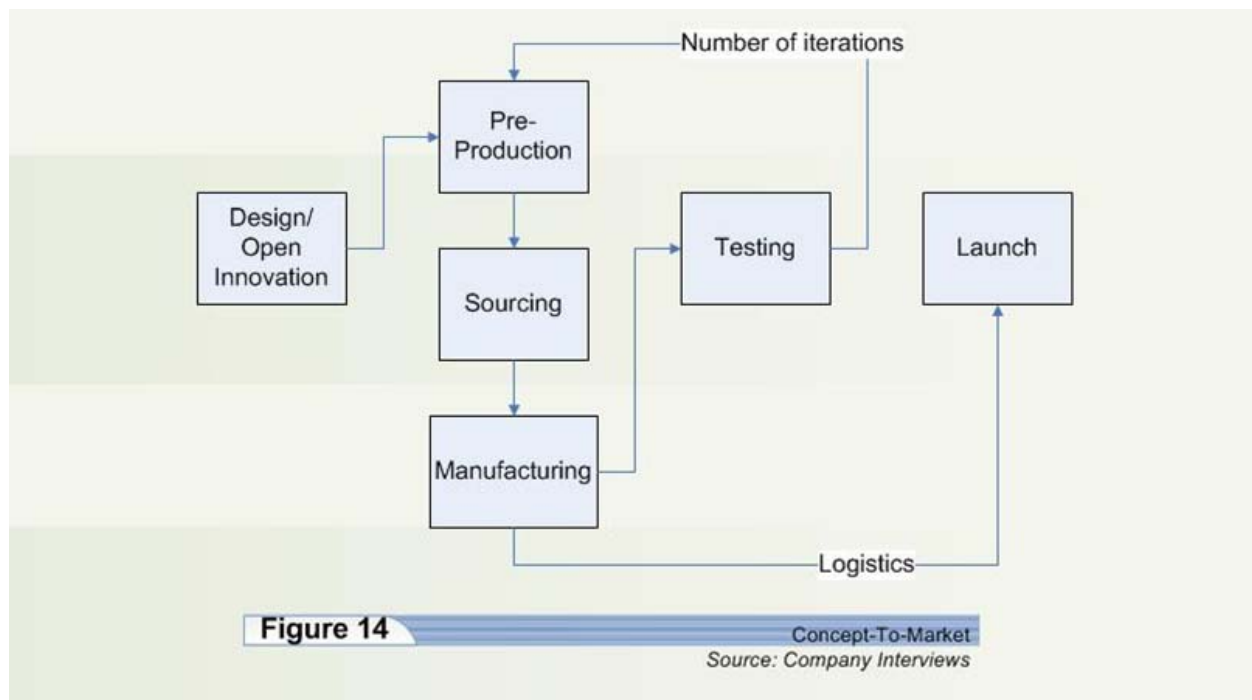 Number of iterations
Pre-
Production
Design/
Open
Innovation
Testing
Launch
Sourcing
Manufacturing
Logistics
Figure 14
Concept-To-Market
Source: Company Interviews